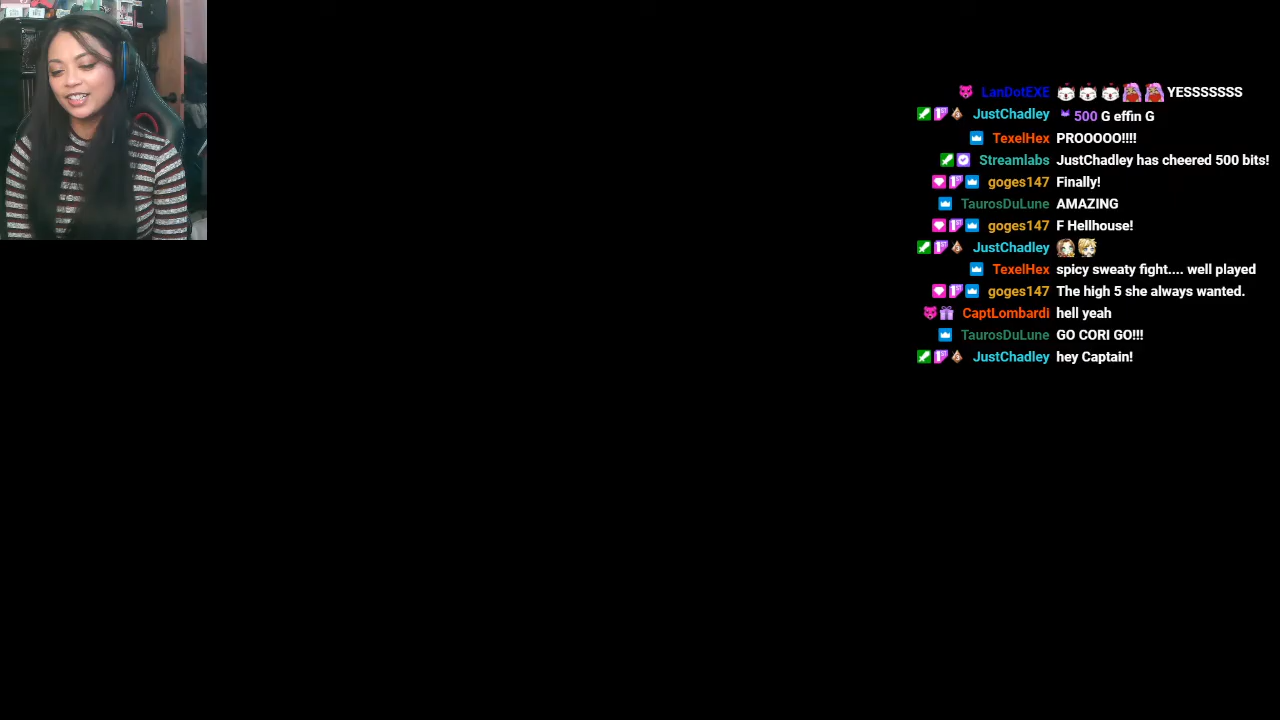 LanDotEXE YESSSSSSS
JustChadley 500 G effin G
TexelHex PROOOOO!!!!
Streamlabs JustChadley has cheered 500 bits!
goges147 Finally!
TaurosDuLune AMAZING
goges147 F Hellhouse!
JustChadley
TexelHex spicy sweaty fight.... well played
goges147 The high 5 she always wanted.
CaptLombardi hell yeah
TaurosDuLune GO CORI GO!!!
JustChadley hey Captain!